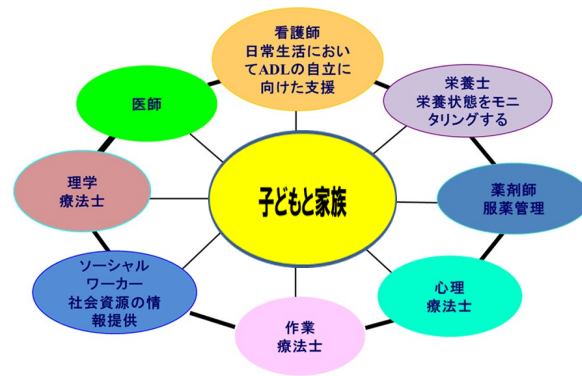 看護師
日常生活におい
てADLの自立に
向けた支援
栄養士
栄養状態をモニ
タリングする
医師
理学
療法士
子どもと家族
薬剤師
服薬管理
ソーシャル
ワーカー
社会資源の情
報提供
心理
療法士
作業
療法士